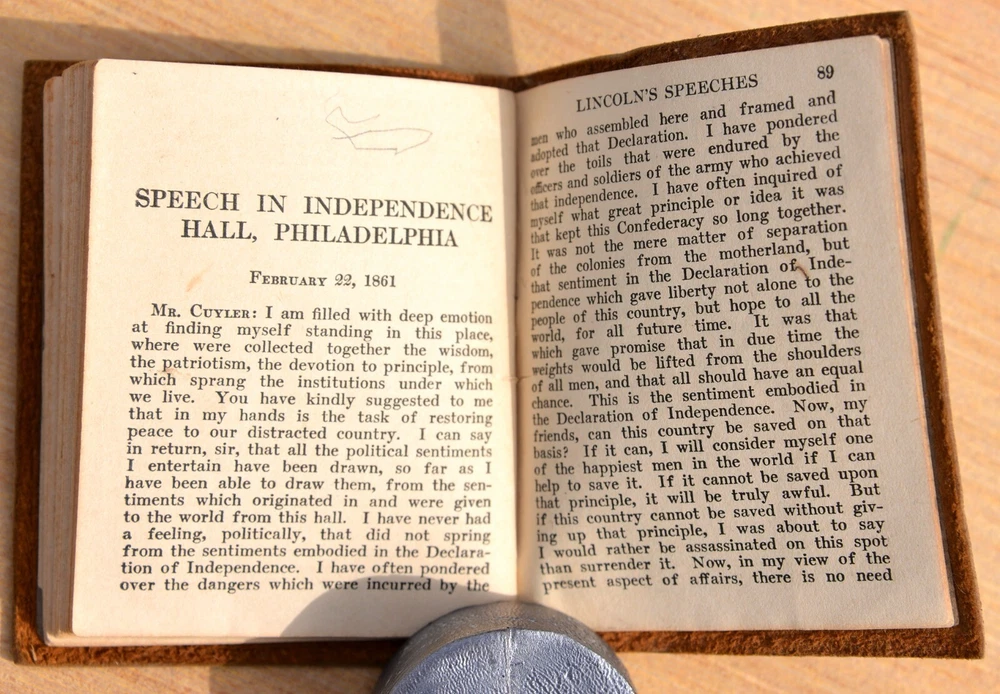 SPEECH IN INDEPENDENCE
HALL, PHILADELPHIA
February 22, 1861
Mr. Cuyler: I am filled with deep emotion
at finding myself standing in this place,
where were collected together the wisdom,
the patriotism, the devotion to principle, from
which sprang the institutions under which
we live. You have kindly suggested to me
that in my hands is the task of restoring
peace to our distracted country. I can say
in return, sir, that all the political sentiments
I entertain have been drawn, so far as I
have been able to draw them, from the sen-
timents which originated in and were given
to the world from this hall. I have never had
a feeling, politically, that did not spring
from the sentiments embodied in the Declara-
tion of Independence. I have often pondered
over the dangers which were incurred by the
LINCOLN'S SPEECHES 89
men who assembled here and framed and
adopted that Declaration. I have pondered
over the toils that were endured by the
officers and soldiers of the army who achieved
that independence. I have often inquired of
myself what great principle or idea it was
that kept this Confederacy so long together.
It was not the mere matter of separation
of the colonies from the motherland, but
that sentiment in the Declaration of Inde-
pendence which gave liberty not alone to the
people of this country, but hope to all the
world, for all future time. It was that
which gave promise that in due time the
weights would be lifted from the shoulders
of all men, and that all should have an equal
chance. This is the sentiment embodied in
the Declaration of Independence. Now, my
friends, can this country be saved on that
basis? If it can, I will consider myself one
of the happiest men in the world if I can
help to save it. If it cannot be saved upon
that principle, it will be truly awful. But
if this country cannot be saved without giv-
ing up that principle, I was about to say
I would rather be assassinated on this spot
than surrender it. Now, in my view of the
present aspect of affairs, there is no need